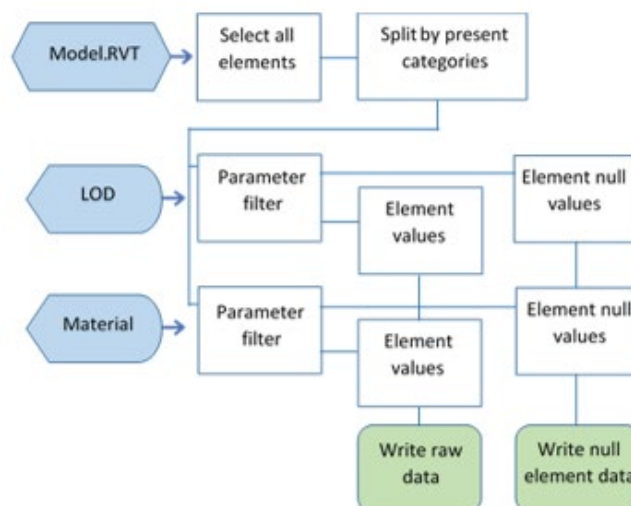 Model.RVT
Select all
elements
Split by present
categories
LOD
Parameter
filter
Element
values
Element null
values
Material
Parameter
filter
Element
values
Element null
values
Write raw
data
Write null
element data